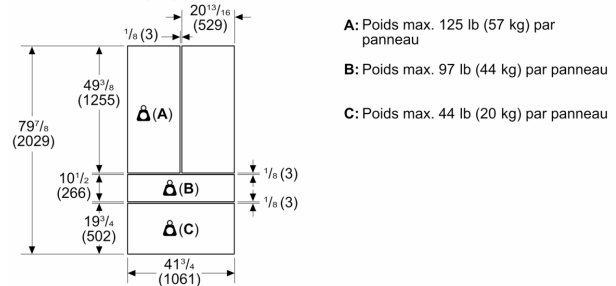 20¹³/₁₆
(529)
¹/₈ (3)
49³/₈
(1255)
79⁷/₈
(2029)
(A)
10¹/₂
(266)
(B)
¹/₈ (3)
¹/₈ (3)
19³/₄
(502)
(C)
41³/₄
(1061)
A: Poids max. 125 lb (57 kg) par
panneau
B: Poids max. 97 lb (44 kg) par panneau
C: Poids max. 44 lb (20 kg) par panneau